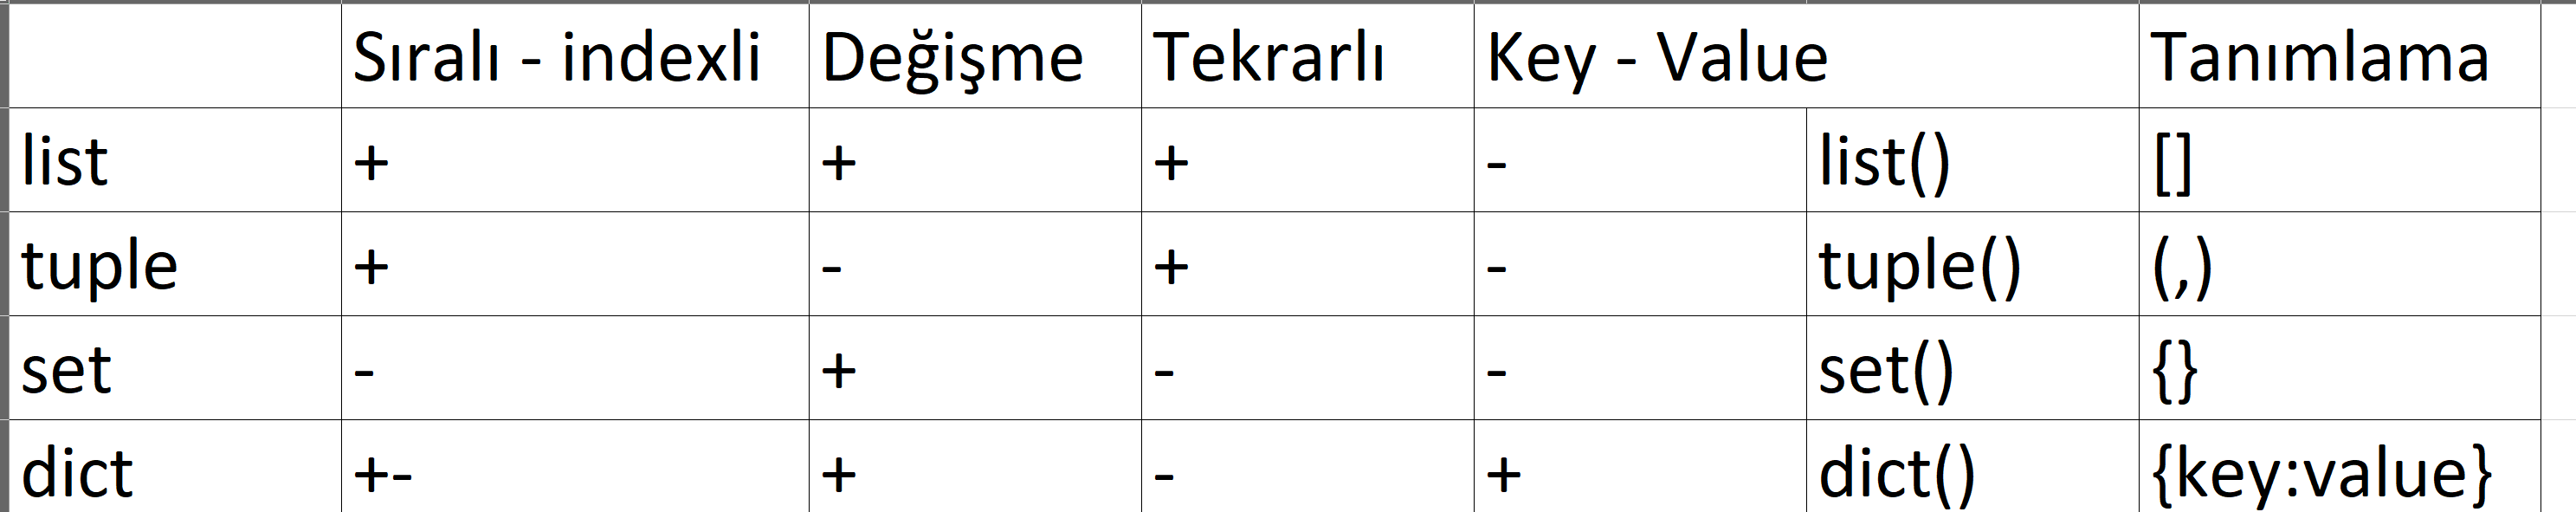 Sıralı - indexli Değişme Tekrarlı Key - Value Tanımlama
list + + + - list() []
tuple + - + - tuple() (,)
set - + - - set() {}
dict +- + - + dict() {key:value}